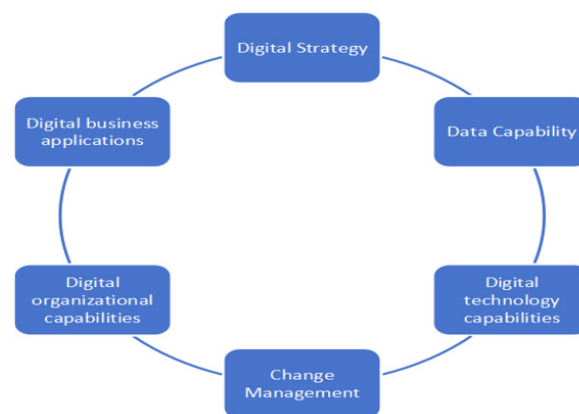 Digital Strategy
Data Capability
Digital
technology
capabilities
Change
Management
Digital
organizational
capabilities
Digital business
applications